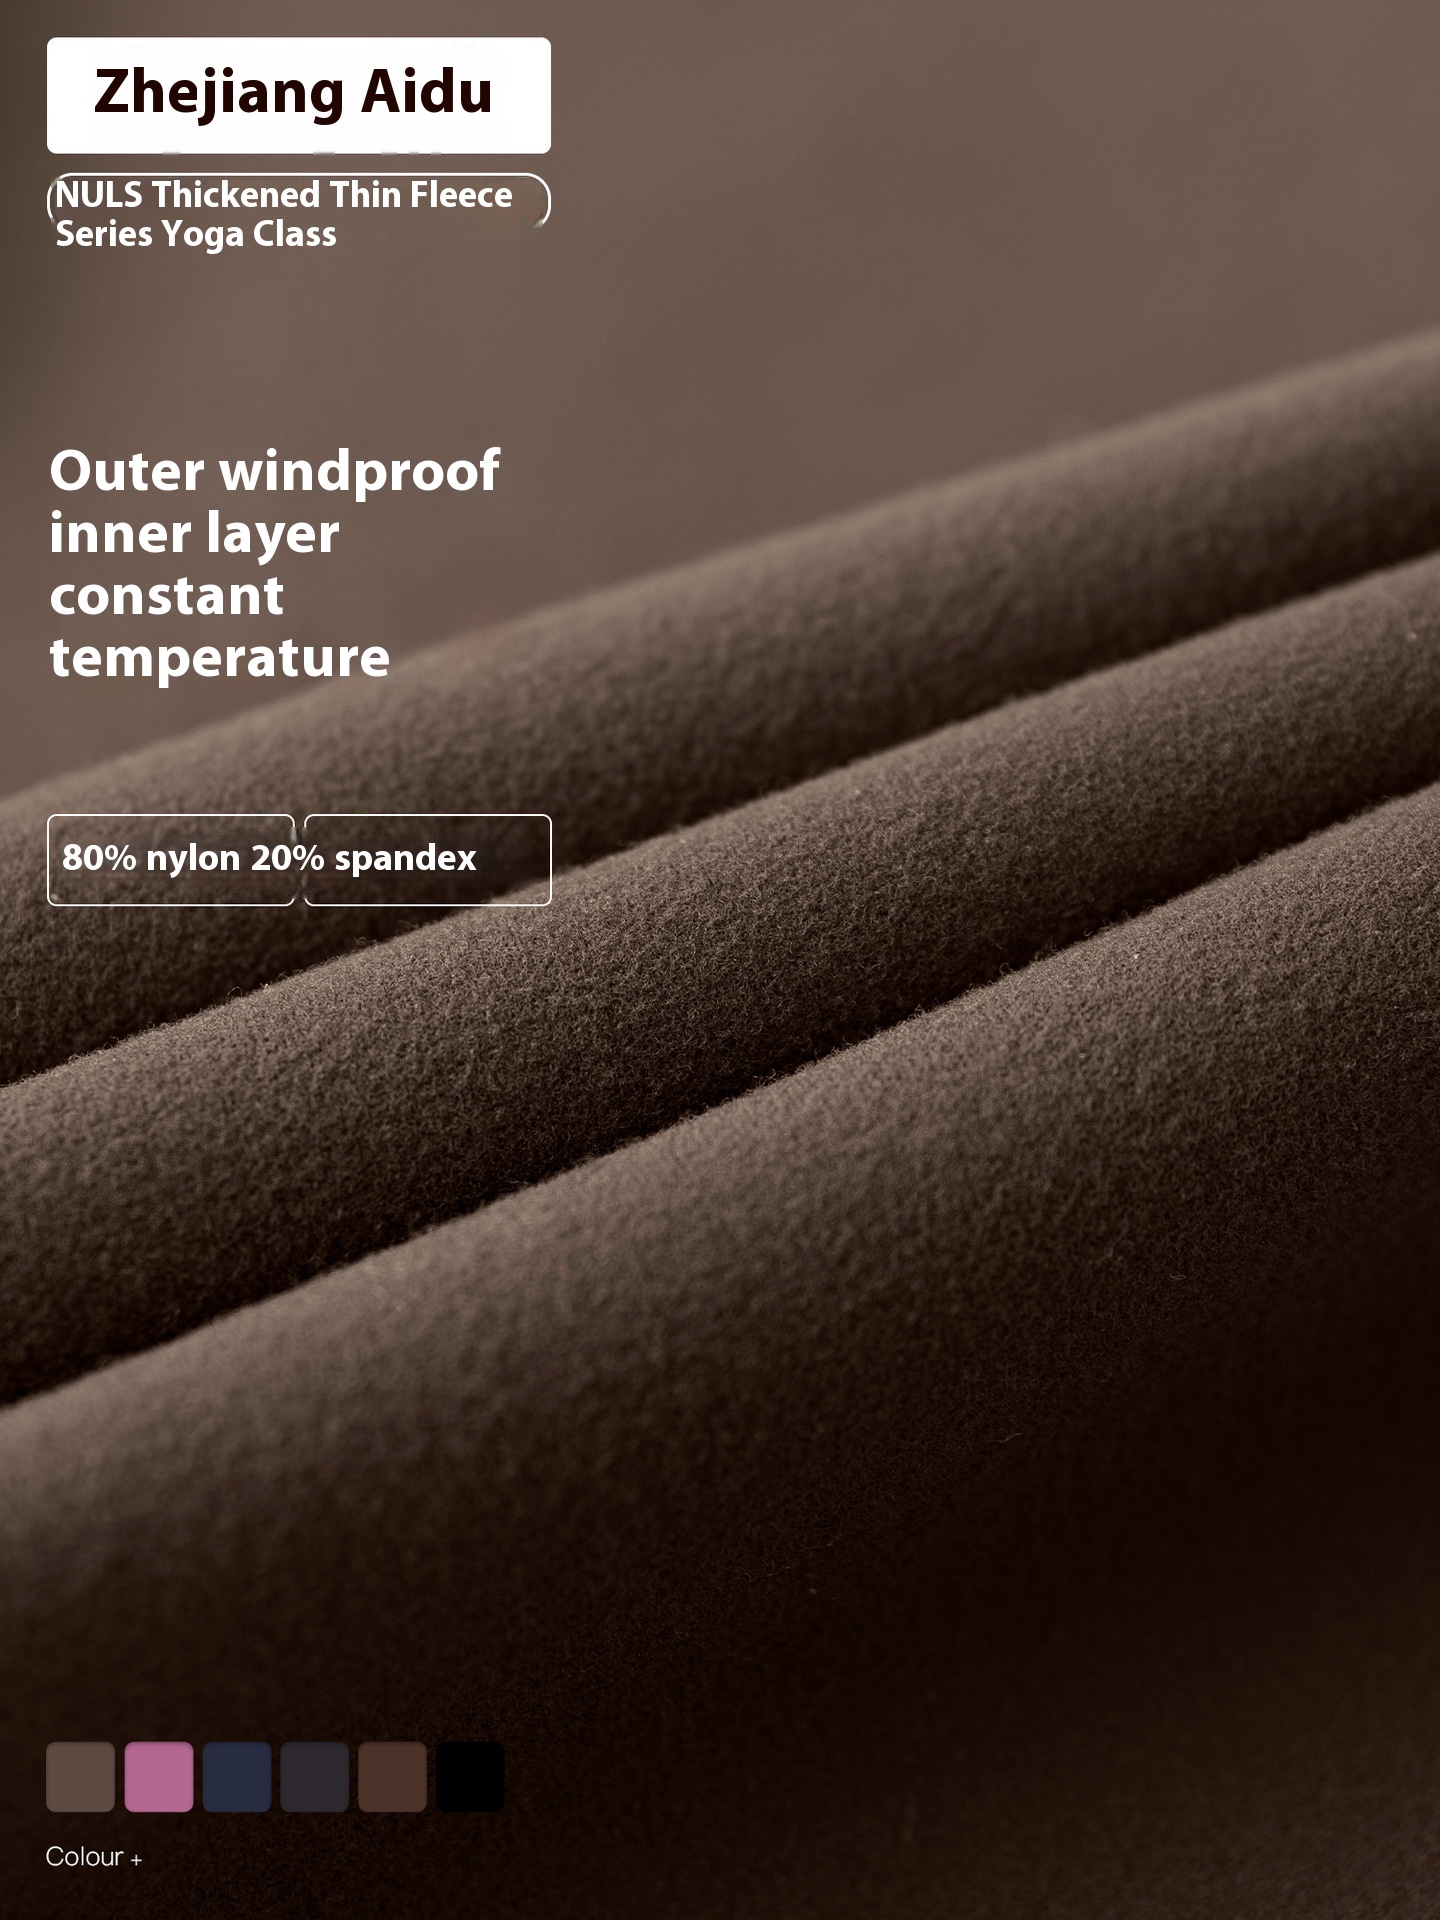 Zhejiang Aidu
NULS Thickened Thin Fleece
Series Yoga Class
Outer windproof
inner layer
constant
temperature
80% nylon 20% spandex
Colour +